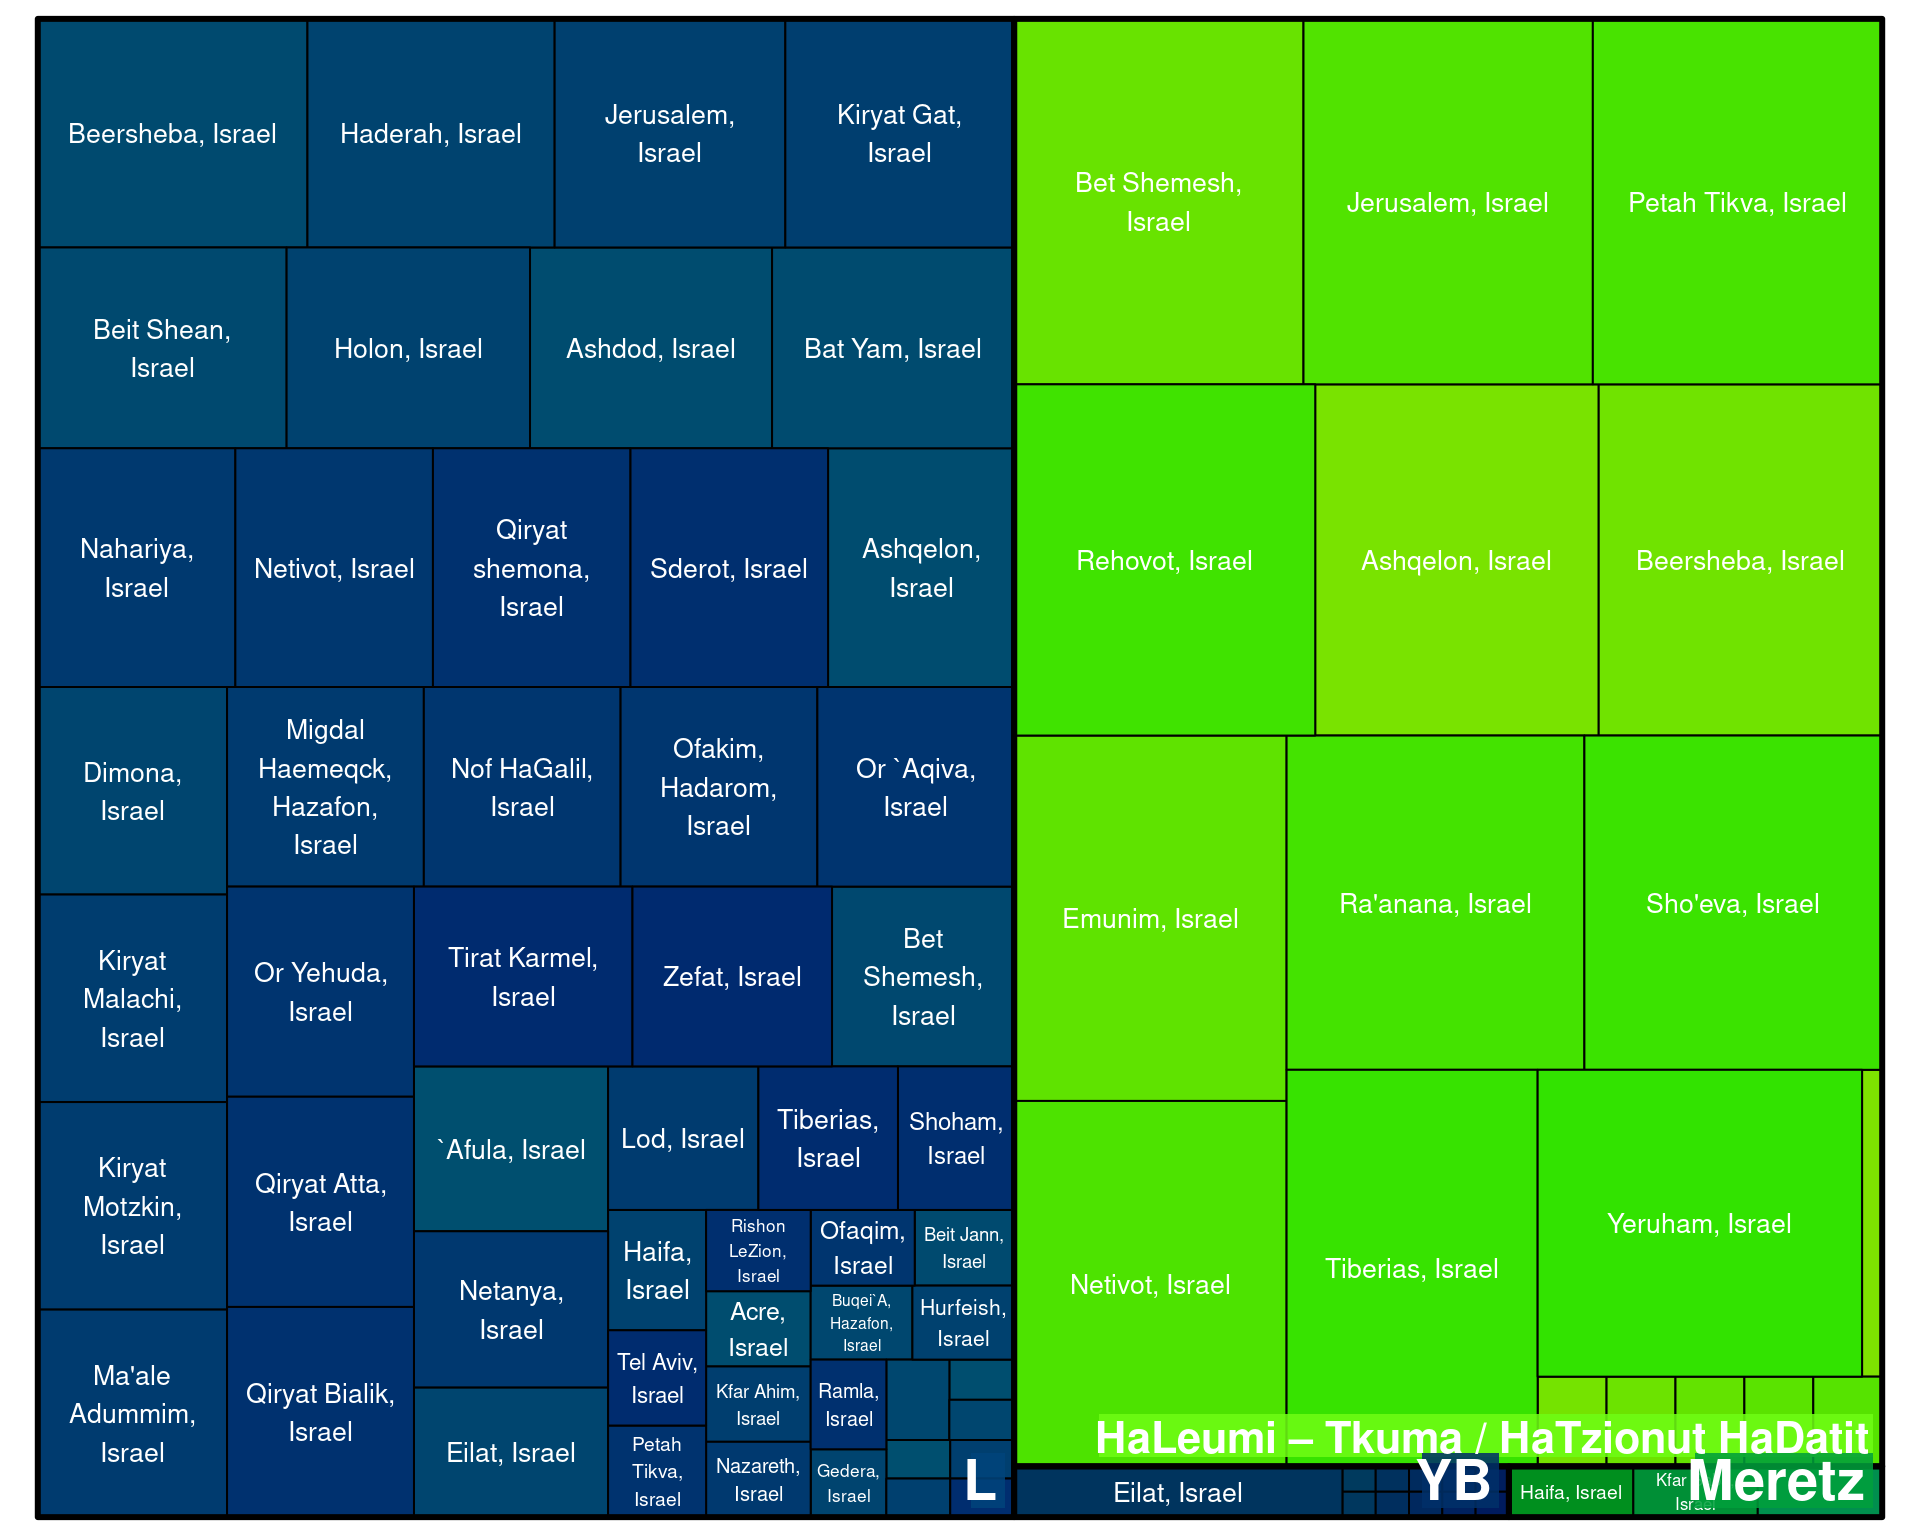 Beersheba, Israel
Haderah, Israel
Jerusalem,
Israel
Kiryat Gat,
Israel
Beit Shean,
Israel
Holon, Israel
Ashdod, Israel
Bat Yam, Israel
Nahariya,
Israel
Netivot, Israel
Qiryat
shemona,
Israel
Sderot, Israel
Ashqelon,
Israel
Dimona,
Israel
Migdal
Haemeqck,
Hazafon,
Israel
Nof HaGalil,
Israel
Ofakim,
Hadarom,
Israel
Or `Aqiva,
Israel
Kiryat
Malachi,
Israel
Or Yehuda,
Israel
Tirat Karmel,
Israel
Zefat, Israel
Bet
Shemesh,
Israel
Kiryat
Motzkin,
Israel
Qiryat Atta,
Israel
`Afula, Israel
Lod, Israel
Tiberias,
Israel
Shoham,
Israel
Ma'ale
Adummim,
Israel
Qiryat Bialik,
Israel
Netanya,
Israel
Eilat, Israel
Haifa,
Israel
Tel Aviv,
Israel
Petah
Tikva,
Israel
Rishon
LeZion,
Israel
Acre,
Israel
Kfar Ahim,
Israel
Nazareth,
Israel
Ofaqim,
Israel
Beit Jann,
Israel
Buqei`A,
Hazafon,
Israel
Hurfeish,
Israel
Ramla,
Israel
Gedera,
Israel
L
Bet Shemesh,
Israel
Jerusalem, Israel
Petah Tikva, Israel
Rehovot, Israel
Ashqelon, Israel
Beersheba, Israel
Emunim, Israel
Ra'anana, Israel
Sho'eva, Israel
Netivot, Israel
Tiberias, Israel
Yeruham, Israel
HaLeumi – Tkuma / HaTzionut HaDatit
Eilat, Israel
YB
Haifa, Israel
Kfar
Israel
Meretz